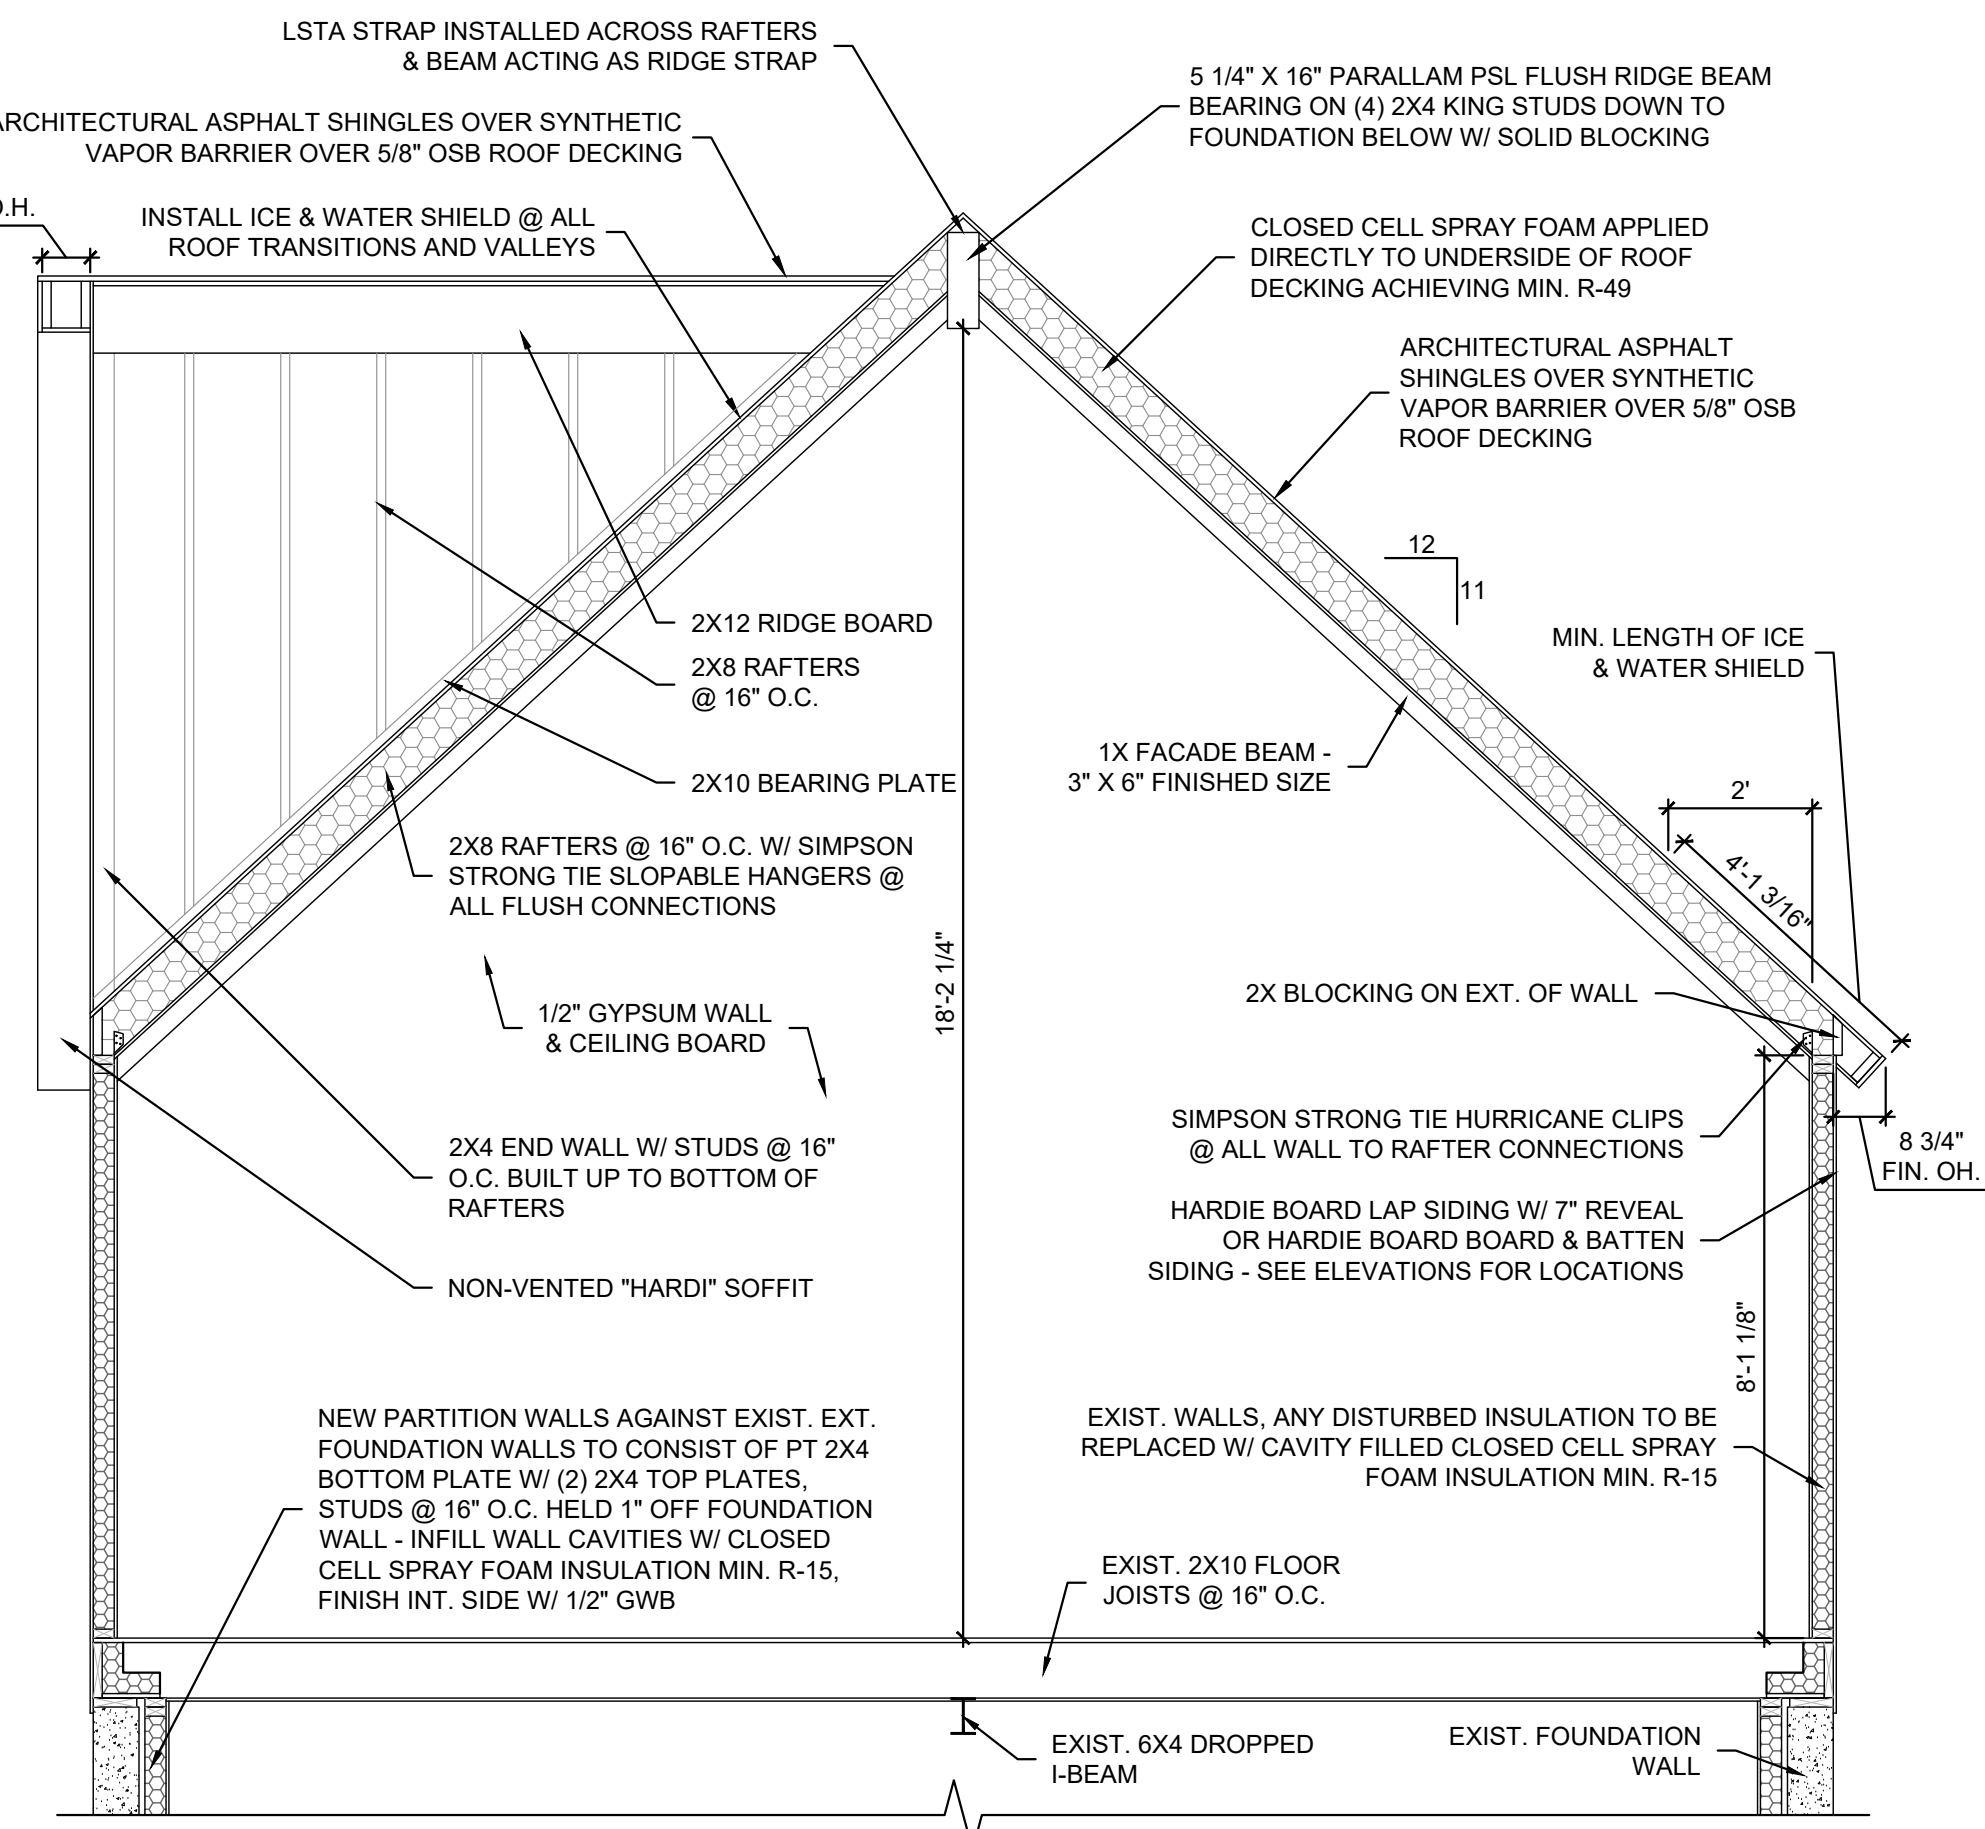 LSTA STRAP INSTALLED ACROSS RAFTERS
& BEAM ACTING AS RIDGE STRAP
5 1/4" X 16" PARALLAM PSL FLUSH RIDGE BEAM
BEARING ON (4) 2X4 KING STUDS DOWN TO
FOUNDATION BELOW W/ SOLID BLOCKING
ARCHITECTURAL ASPHALT SHINGLES OVER SYNTHETIC
VAPOR BARRIER OVER 5/8" OSB ROOF DECKING
O.H.
INSTALL ICE & WATER SHIELD @ ALL
ROOF TRANSITIONS AND VALLEYS
CLOSED CELL SPRAY FOAM APPLIED
DIRECTLY TO UNDERSIDE OF ROOF
DECKING ACHIEVING MIN. R-49
ARCHITECTURAL ASPHALT
SHINGLES OVER SYNTHETIC
VAPOR BARRIER OVER 5/8" OSB
ROOF DECKING
12
11
2X12 RIDGE BOARD
2X8 RAFTERS
@ 16" O.C.
MIN. LENGTH OF ICE
& WATER SHIELD
1X FACADE BEAM -
3" X 6" FINISHED SIZE
2X10 BEARING PLATE
2'
4'-1 3/16"
2X8 RAFTERS @ 16" O.C. W/ SIMPSON
STRONG TIE SLOPABLE HANGERS @
ALL FLUSH CONNECTIONS
18'-2 1/4"
2X BLOCKING ON EXT. OF WALL
1/2" GYPSUM WALL
& CEILING BOARD
SIMPSON STRONG TIE HURRICANE CLIPS
@ ALL WALL TO RAFTER CONNECTIONS
8 3/4"
FIN. OH.
2X4 END WALL W/ STUDS @ 16"
O.C. BUILT UP TO BOTTOM OF
RAFTERS
HARDIE BOARD LAP SIDING W/ 7" REVEAL
OR HARDIE BOARD BOARD & BATTEN
SIDING - SEE ELEVATIONS FOR LOCATIONS
NON-VENTED "HARDI" SOFFIT
8'-1 1/8"
NEW PARTITION WALLS AGAINST EXIST. EXT.
FOUNDATION WALLS TO CONSIST OF PT 2X4
BOTTOM PLATE W/ (2) 2X4 TOP PLATES,
STUDS @ 16" O.C. HELD 1" OFF FOUNDATION
WALL - INFILL WALL CAVITIES W/ CLOSED
CELL SPRAY FOAM INSULATION MIN. R-15,
FINISH INT. SIDE W/ 1/2" GWB
EXIST. WALLS, ANY DISTURBED INSULATION TO BE
REPLACED W/ CAVITY FILLED CLOSED CELL SPRAY
FOAM INSULATION MIN. R-15
EXIST. 2X10 FLOOR
JOISTS @ 16" O.C.
EXIST. 6X4 DROPPED
I-BEAM
EXIST. FOUNDATION
WALL